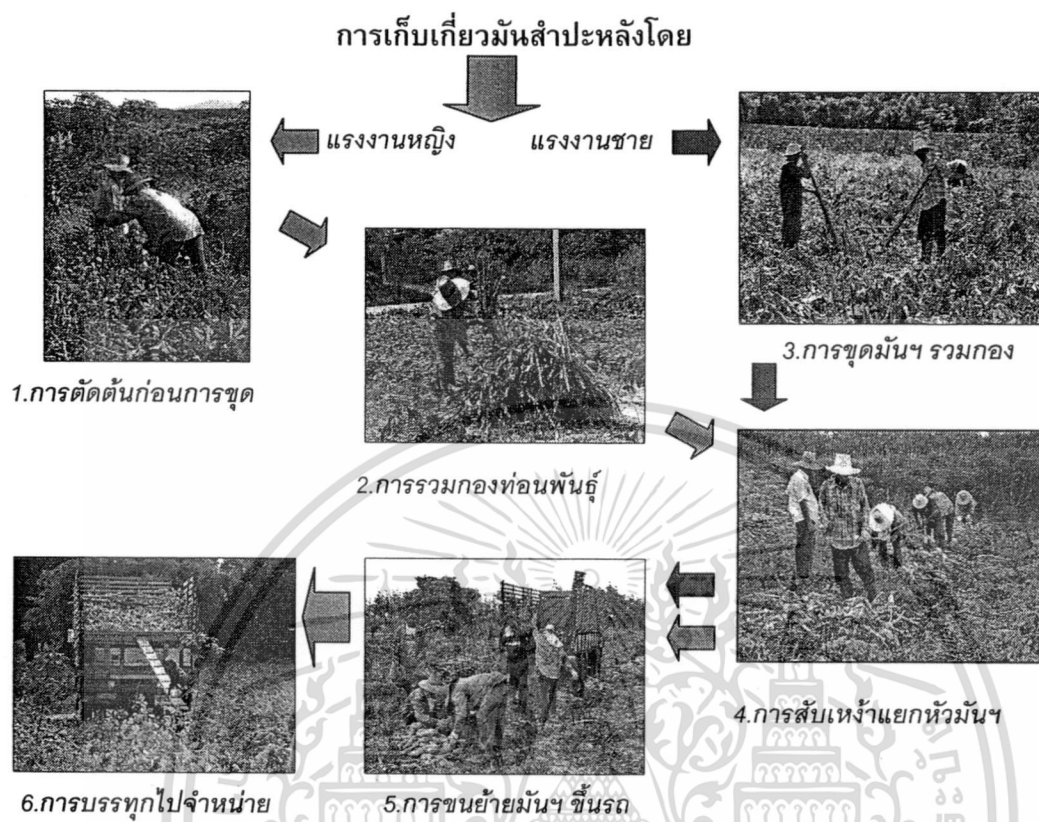 การเก็บเกี่ยวมันสำปะหลังโดย
แรงงานหญิง
แรงงานชาย
1.การตัดต้นก่อนการขุด
2.การรวมกองท่อนพันธุ์
3.การขุดมันฯ รวมกอง
4.การสับเหง้าแยกหัวมันฯ
5.การขนย้ายมันฯ ขึ้นรถ
6.การบรรทุกไปจำหน่าย